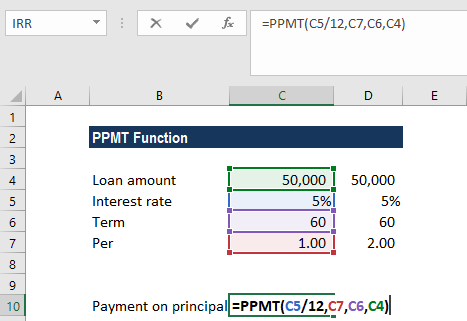 IRR =PPMT(C5/12,C7,C6,C4)
A B C D E
1
2 PPMT Function
3
4 Loan amount 50,000 50,000
5 Interest rate 5% 5%
6 Term 60 60
7 Per 1.00 2.00
8
9
10 Payment on principal =PPMT(C5/12,C7,C6,C4)